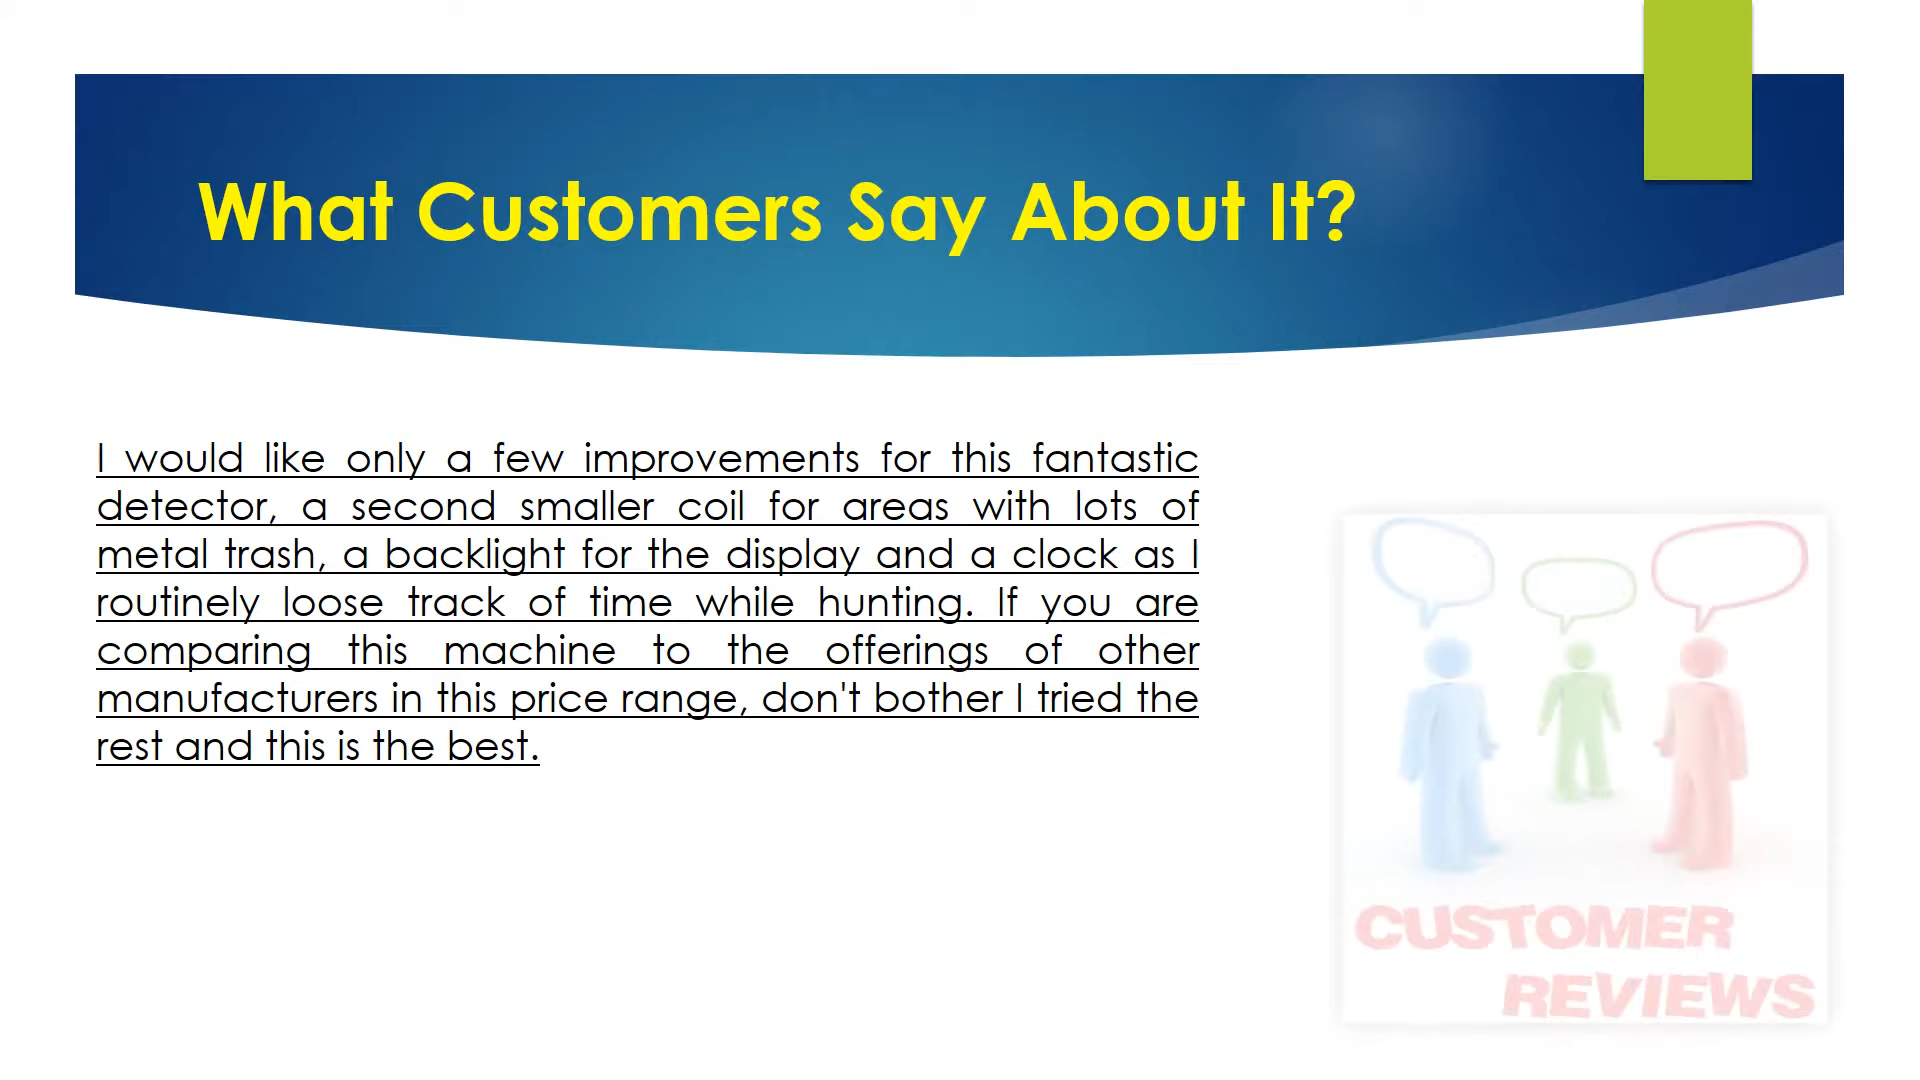 What Customers Say About It?
I would like only a few improvements for this fantastic
detector, a second smaller coil for areas with lots of
metal trash, a backlight for the display and a clock as I
routinely loose track of time while hunting. If you are
comparing this machine to the offerings of other
manufacturers in this price range, don't bother I tried the
rest and this is the best.
CUSTOMER
REVIEWS